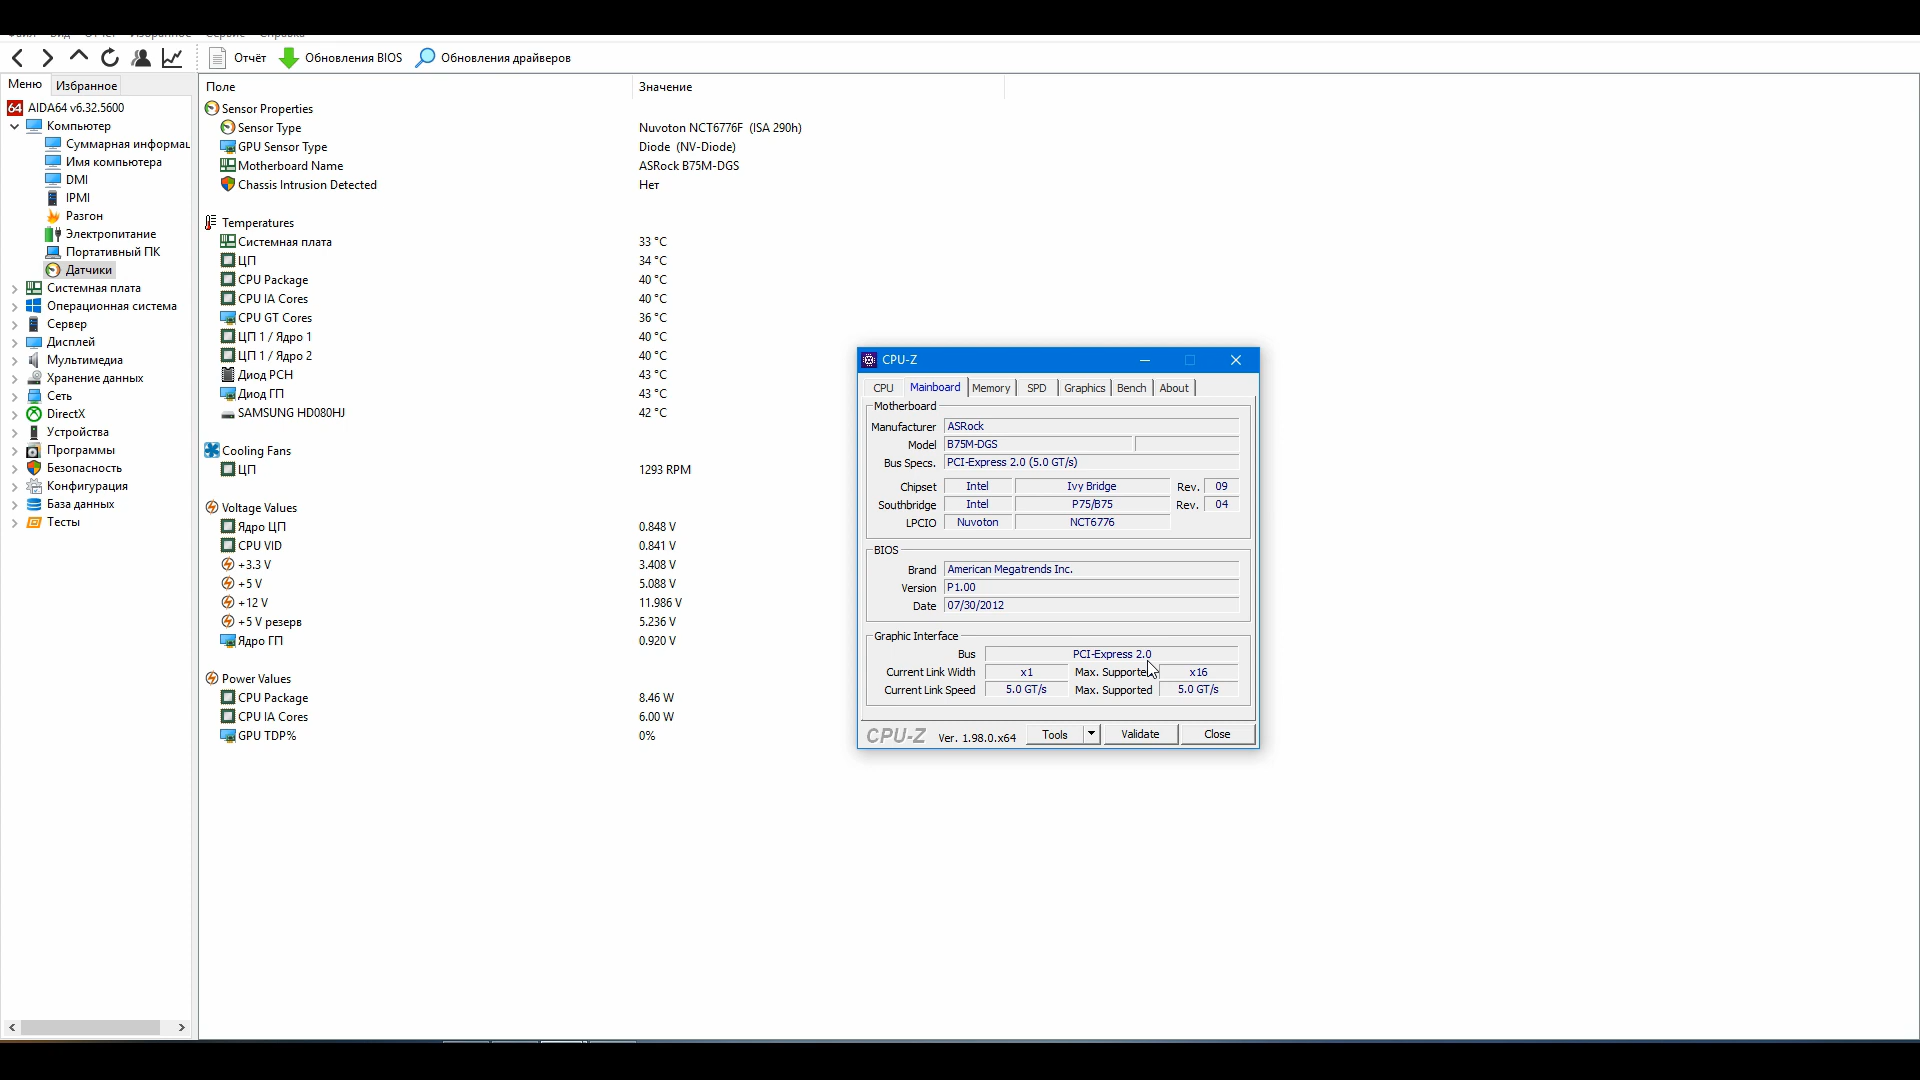 Отчёт Обновления BIOS Обновления драйверов
Меню Избранное
AIDA64 v6.32.5600
Компьютер
Суммарная информац
Имя компьютера
DMI
IPMI
Разгон
Электропитание
Портативный ПК
Датчики
Системная плата
Операционная система
Сервер
Дисплей
Мультимедиа
Хранение данных
Сеть
DirectX
Устройства
Программы
Безопасность
Конфигурация
База данных
Тесты
Поле Значение
Sensor Properties
Sensor Type Nuvoton NCT6776F (ISA 290h)
GPU Sensor Type Diode (NV-Diode)
Motherboard Name ASRock B75M-DGS
Chassis Intrusion Detected Нет
Temperatures
Системная плата 33 °C
ЦП 34 °C
CPU Package 40 °C
CPU IA Cores 40 °C
CPU GT Cores 36 °C
ЦП 1 / Ядро 1 40 °C
ЦП 1 / Ядро 2 40 °C
Диод PCH 43 °C
Диод ГП 43 °C
SAMSUNG HD080HJ 42 °C
Cooling Fans
ЦП 1293 RPM
Voltage Values
Ядро ЦП 0.848 V
CPU VID 0.841 V
+3.3 V 3.408 V
+5 V 5.088 V
+12 V 11.986 V
+5 V резерв 5.236 V
Ядро ГП 0.920 V
Power Values
CPU Package 8.46 W
CPU IA Cores 6.00 W
GPU TDP% 0%
CPU-Z
CPU Mainboard Memory SPD Graphics Bench About
Motherboard
Manufacturer ASRock
Model B75M-DGS
Bus Specs. PCI-Express 2.0 (5.0 GT/s)
Chipset Intel Ivy Bridge Rev. 09
Southbridge Intel P75/B75 Rev. 04
LPCIO Nuvoton NCT6776
BIOS
Brand American Megatrends Inc.
Version P1.00
Date 07/30/2012
Graphic Interface
Bus PCI-Express 2.0
Current Link Width x1 Max. Supported x16
Current Link Speed 5.0 GT/s Max. Supported 5.0 GT/s
CPU-Z Ver. 1.98.0.x64 Tools Validate Close